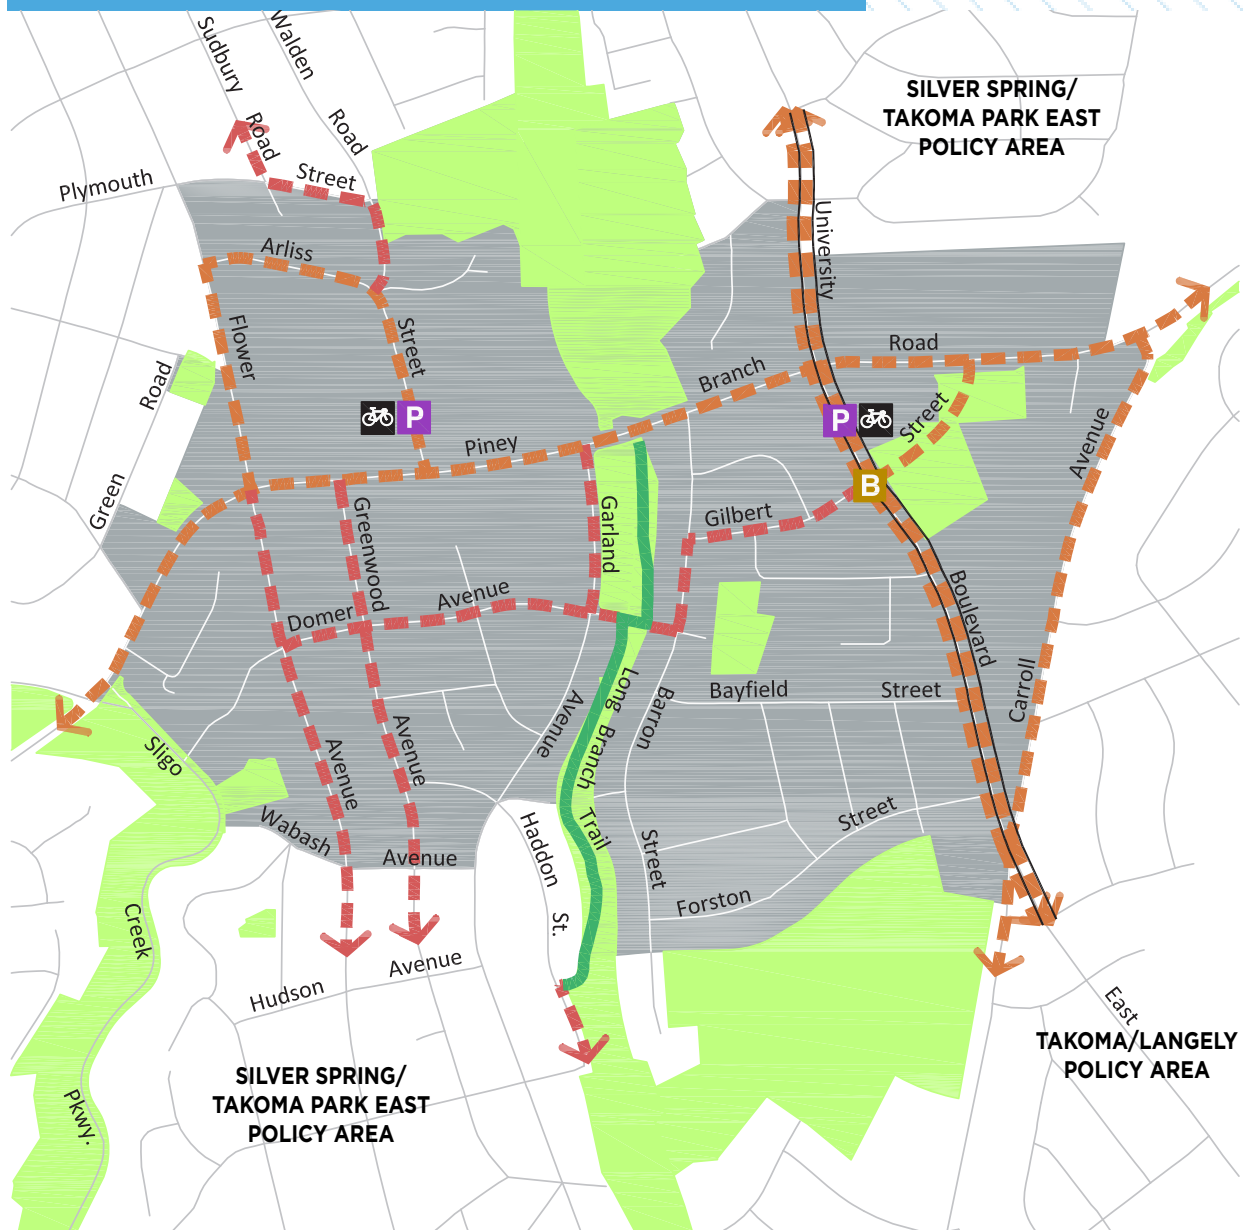 Sudbury
Road
Walden
Road
SILVER SPRING/
TAKOMA PARK EAST
POLICY AREA
Plymouth
Street
University
Arliss
Street
Flower
Road
Branch
Road
Street
P
P
Piney
Avenue
Green
B
Garland
Gilbert
Greenwood
Domer
Avenue
Boulevard
Long
Branch
Trail
Barron
Bayfield
Street
Carroll
Avenue
Avenue
Avenue
Sligo
Wabash
Avenue
Haddon
St.
Street
Street
Forston
Creek
Hudson
Avenue
East
TAKOMA/LANGELY
POLICY AREA
SILVER SPRING/
TAKOMA PARK EAST
POLICY AREA
Pkwy.